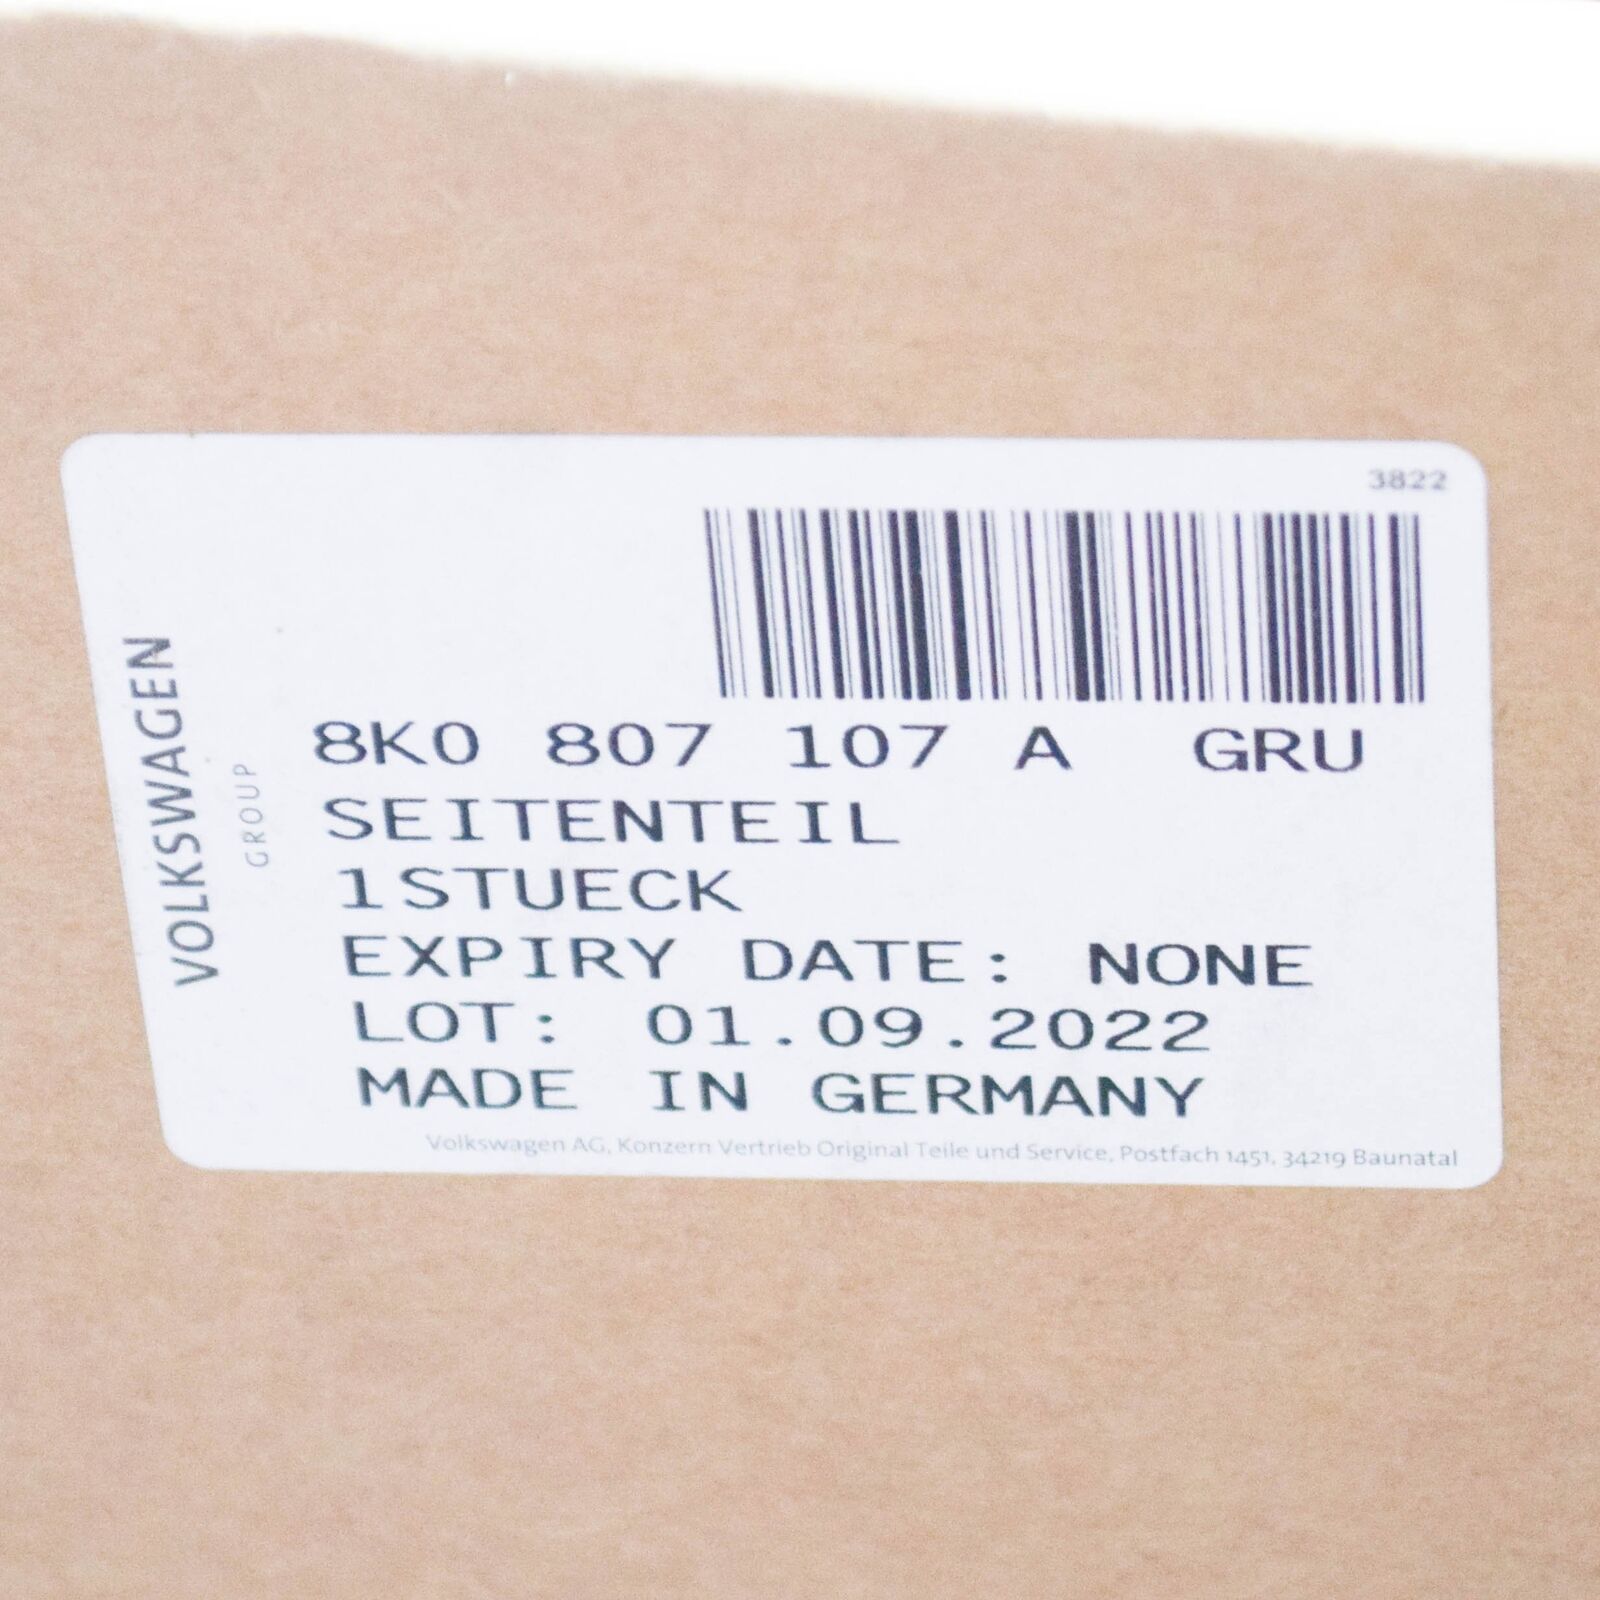 3822
8K0 807 107 A GRU
SEITENTEIL
1STUECK
EXPIRY DATE: NONE
LOT: 01.09.2022
MADE IN GERMANY
Volkswagen AG, Konzern Vertrieb Original Teile und Service, Postfach 1451, 34219 Baunatal
VOLKSWAGEN
GROUP